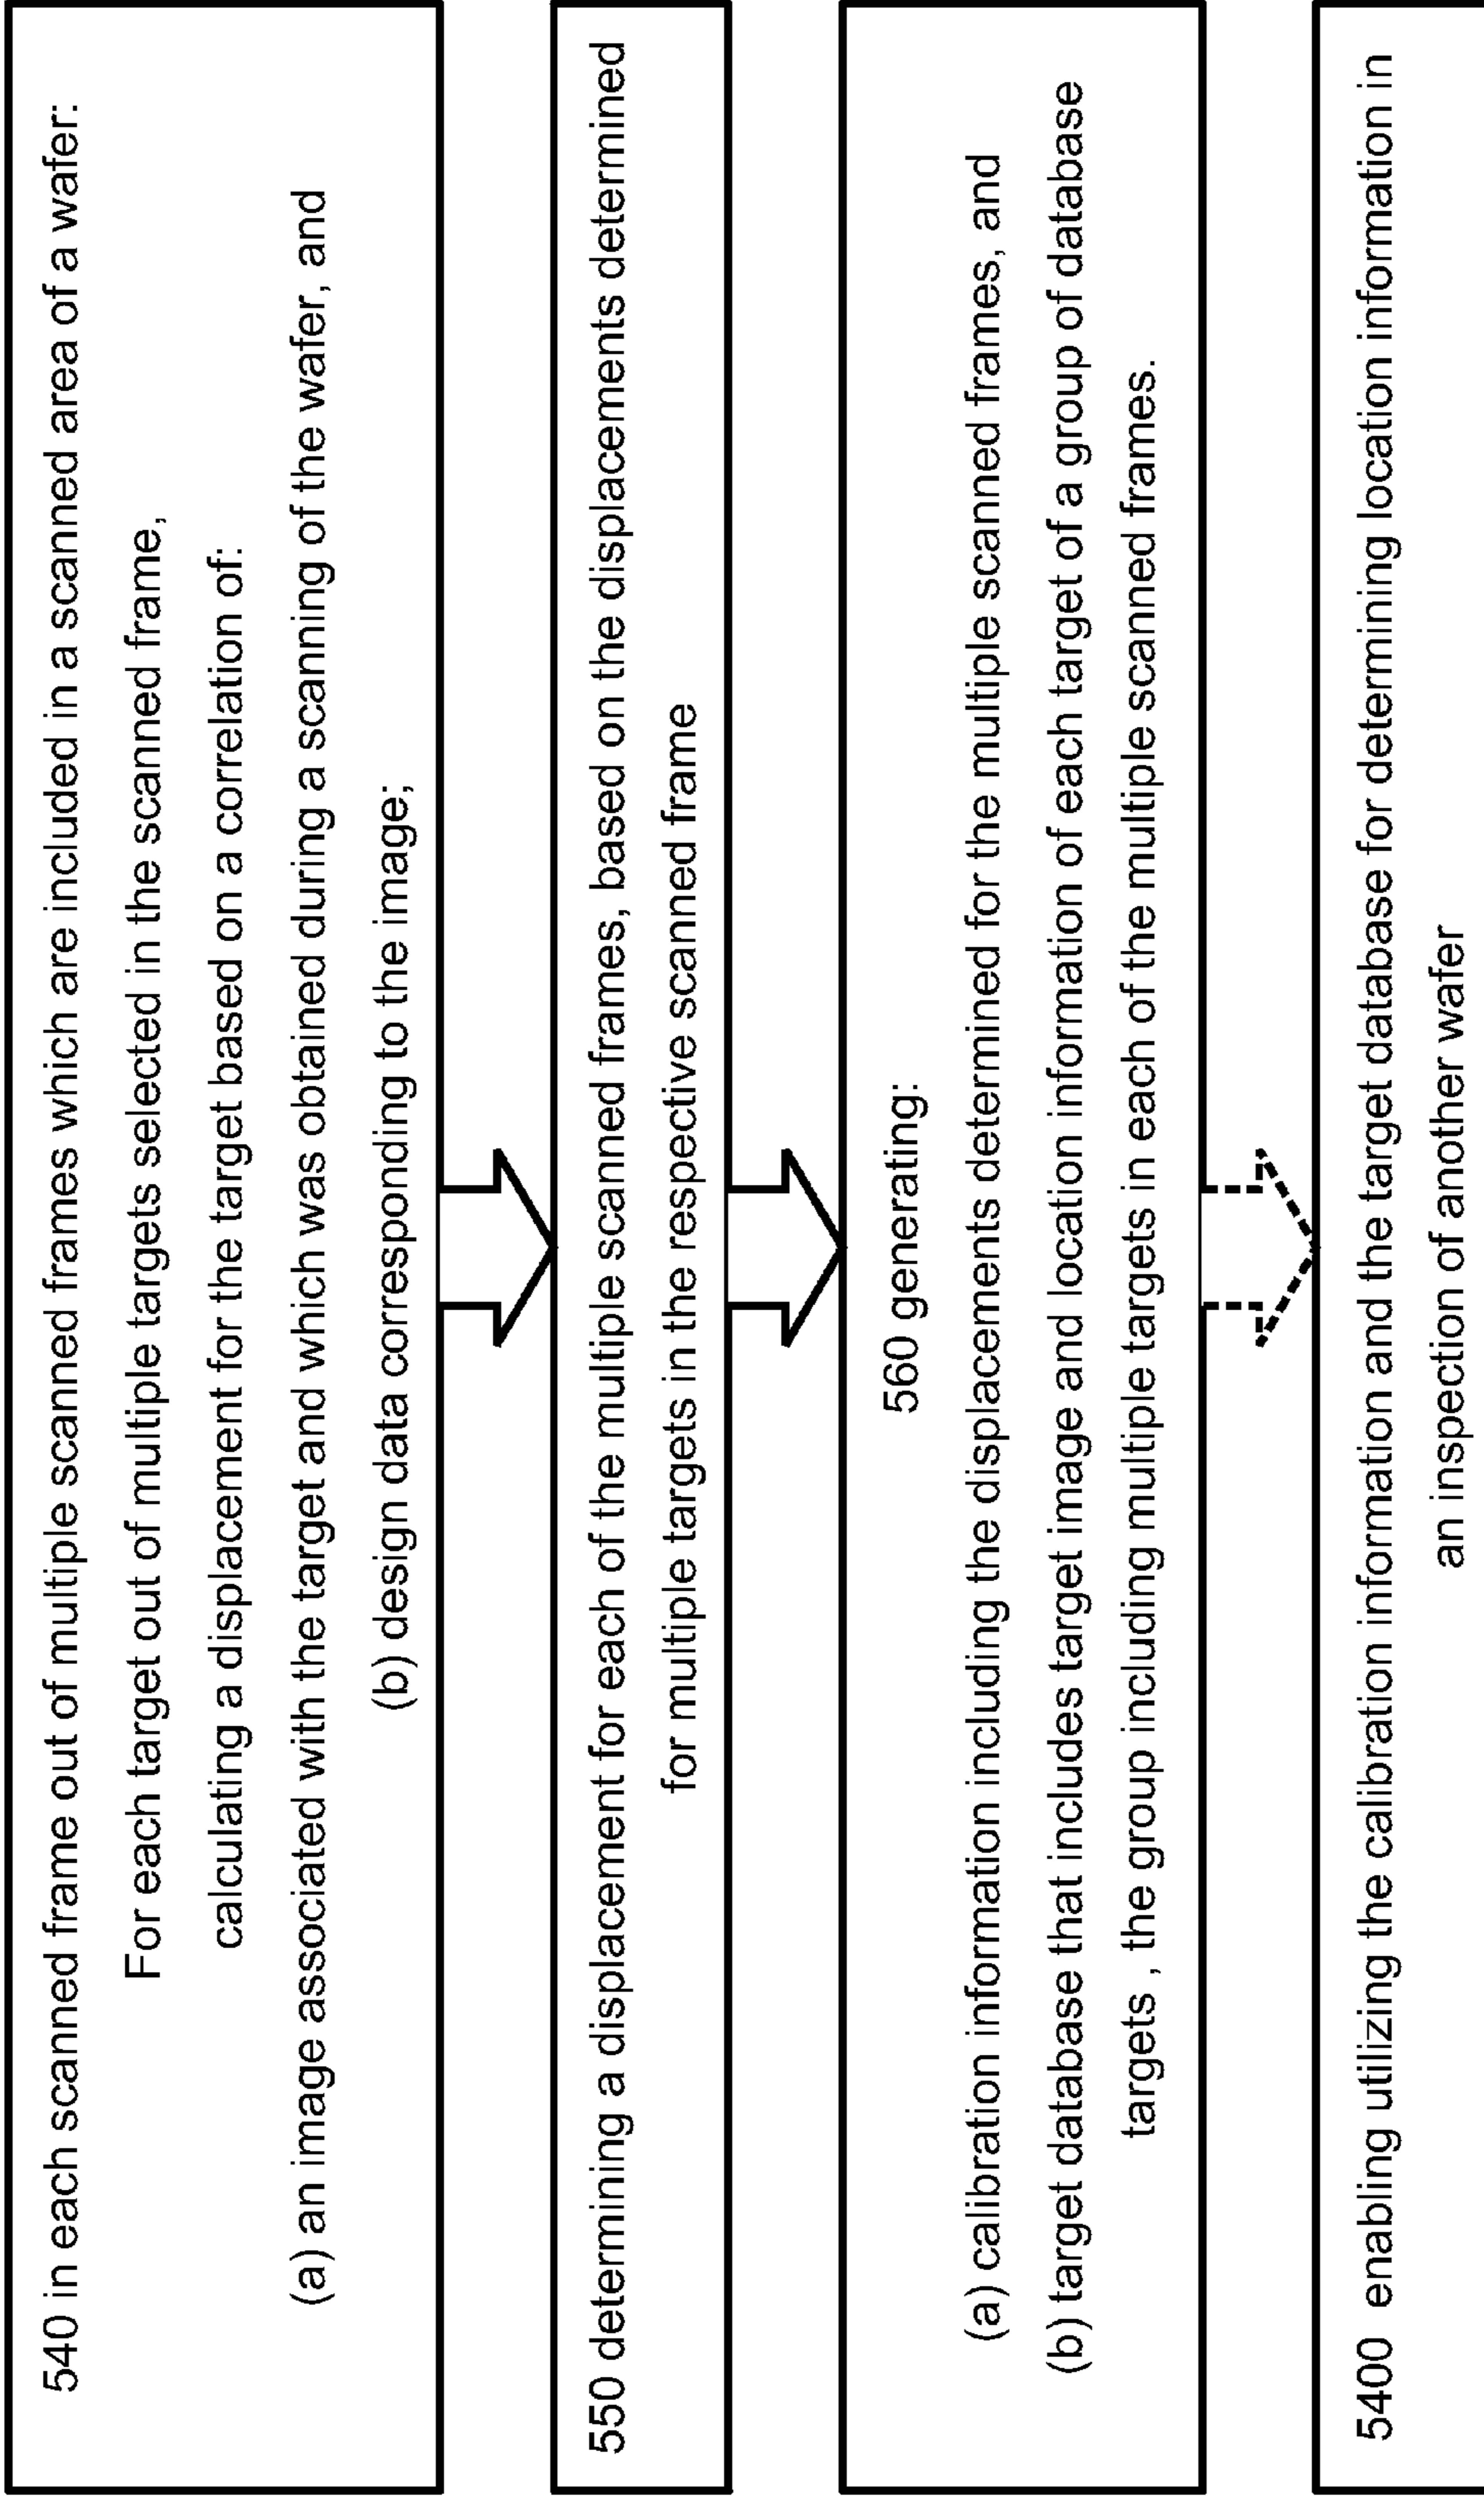 540 in each scanned frame out of multiple scanned frames which are included in a scanned area of a wafer:
For each target out of multiple targets selected in the scanned frame,
calculating a displacement for the target based on a correlation of:
(a) an image associated with the target and which was obtained during a scanning of the wafer, and
(b) design data corresponding to the image;
550 determining a displacement for each of the multiple scanned frames, based on the displacements determined
for multiple targets in the respective scanned frame
560 generating:
(a) calibration information including the displacements determined for the multiple scanned frames, and
(b) target database that includes target image and location information of each target of a group of database
targets , the group including multiple targets in each of the multiple scanned frames.
5400 enabling utilizing the calibration information and the target database for determining location information in
an inspection of another wafer